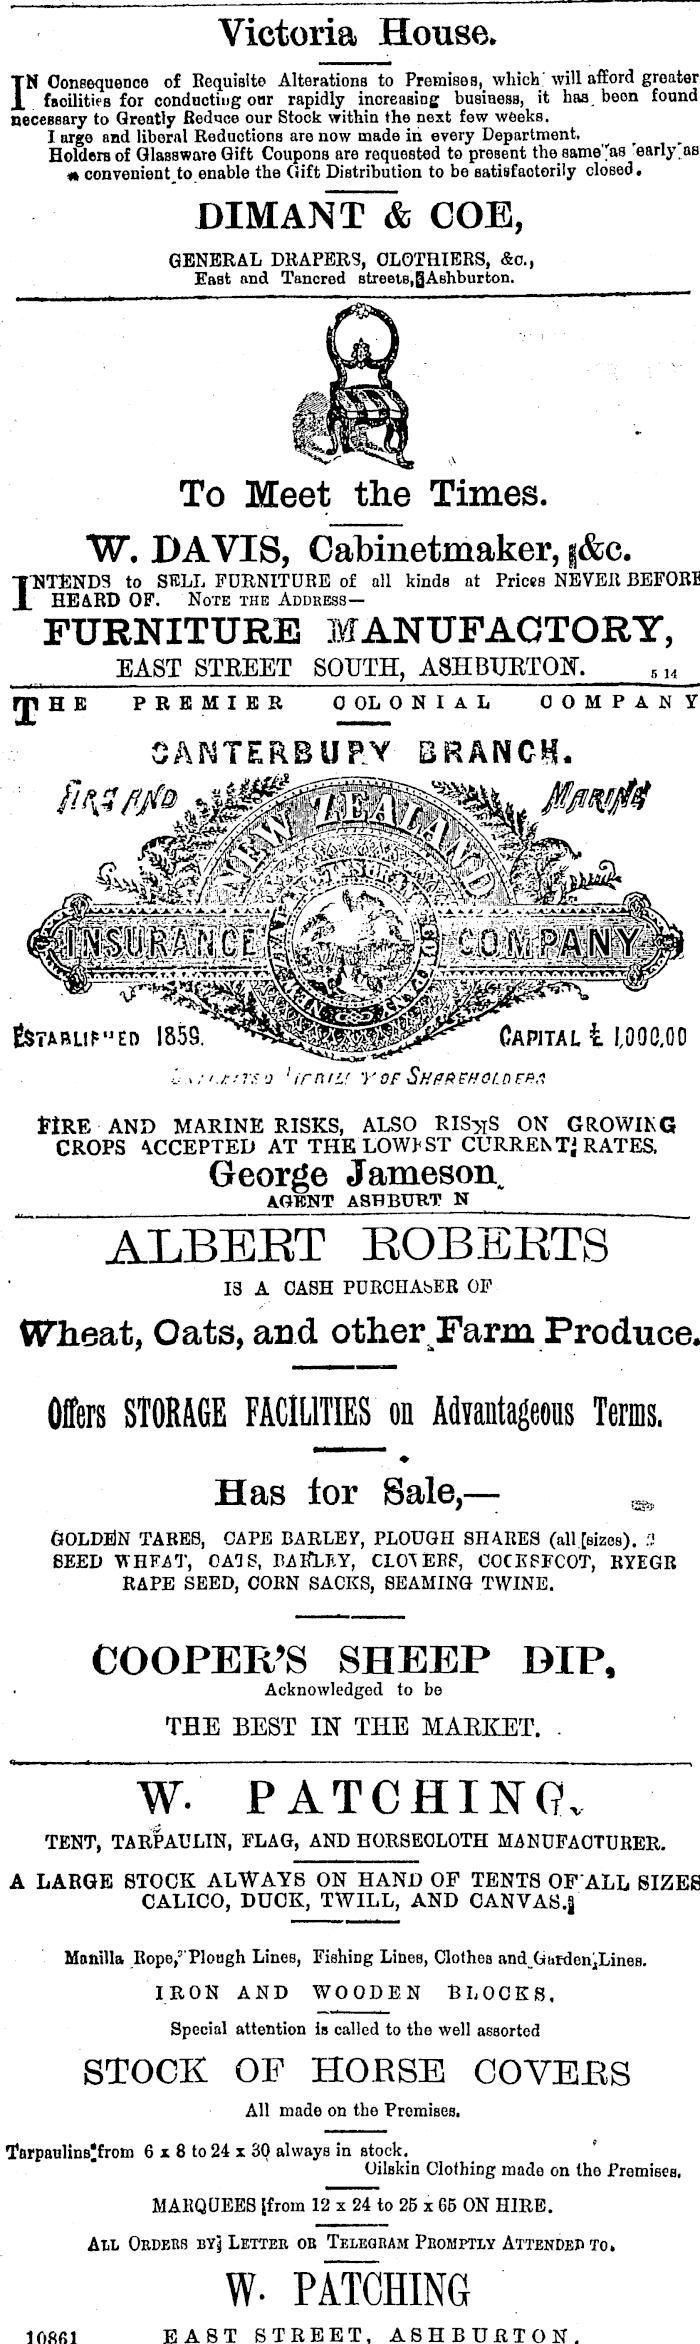 Victoria House.
IN Consequence of Requisite Alterations to Premises, which will afford greater
facilities for conducting our rapidly increasing business, it has been found
necessary to Greatly Reduce our Stock within the next few weeks.
Large and liberal Reductions are now made in every Department.
Holders of Glassware Gift Coupons are requested to present the same as early as
convenient to enable the Gift Distribution to be satisfactorily closed.
DIMANT & COE,
GENERAL DRAPERS, CLOTHIERS, &c.,
East and Tancred streets, Ashburton.
To Meet the Times.
W. DAVIS, Cabinetmaker, &c.
INTENDS to SELL FURNITURE of all kinds at Prices NEVER BEFORE
HEARD OF. NOTE THE ADDRESS—
FURNITURE MANUFACTORY,
EAST STREET SOUTH, ASHBURTON. 5 14
THE PREMIER COLONIAL COMPANY
CANTERBURY BRANCH.
FIRE AND MARINE
NEW ZEALAND
INSURANCE COMPANY
ESTABLISHED 1859. CAPITAL £ 1,000,00
UNLIMITED LIABILITY OF SHAREHOLDERS
FIRE AND MARINE RISKS, ALSO RISKS ON GROWING
CROPS ACCEPTED AT THE LOWEST CURRENT RATES.
George Jameson
AGENT ASHBURT N
ALBERT ROBERTS
IS A CASH PURCHASER OF
Wheat, Oats, and other Farm Produce.
Offers STORAGE FACILITIES on Advantageous Terms.
Has for Sale,—
GOLDEN TARES, CAPE BARLEY, PLOUGH SHARES (all sizes).
SEED WHEAT, OATS, BARLEY, CLOVERS, COCKSFOOT, RYEGR
RAPE SEED, CORN SACKS, SEAMING TWINE.
COOPER'S SHEEP DIP,
Acknowledged to be
THE BEST IN THE MARKET.
W. PATCHING,
TENT, TARPAULIN, FLAG, AND HORSECLOTH MANUFACTURER.
A LARGE STOCK ALWAYS ON HAND OF TENTS OF ALL SIZES
CALICO, DUCK, TWILL, AND CANVAS.
Manilla Rope, Plough Lines, Fishing Lines, Clothes and Garden Lines.
IRON AND WOODEN BLOCKS.
Special attention is called to the well assorted
STOCK OF HORSE COVERS
All made on the Premises.
Tarpaulins from 6 x 8 to 24 x 30 always in stock.
Oilskin Clothing made on the Premises.
MARQUEES from 12 x 24 to 25 x 65 ON HIRE.
ALL ORDERS BY LETTER OR TELEGRAM PROMPTLY ATTENDED TO.
W. PATCHING
10861 EAST STREET, ASHBURTON.